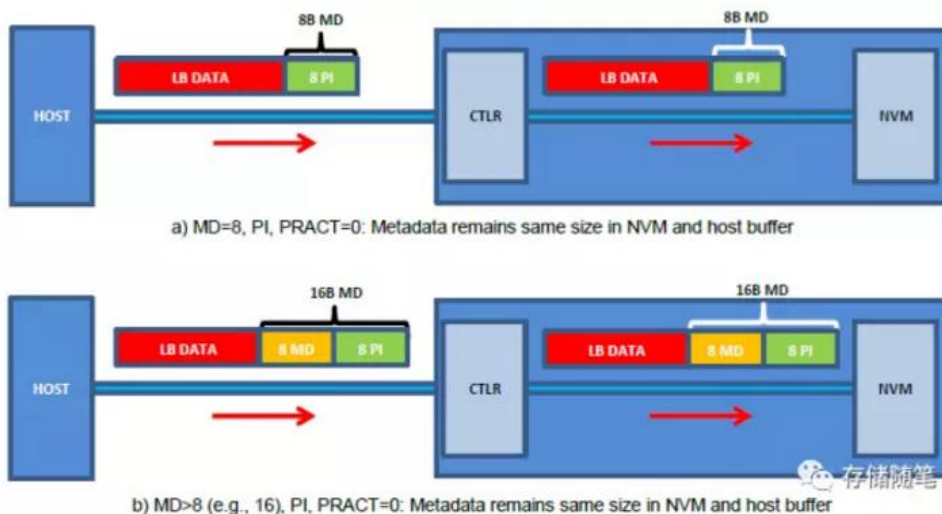 8B MD
8B MD
LB DATA 8 PI
LB DATA 8 PI
HOST
CTLR
NVM
a) MD=8, PI, PRACT=0: Metadata remains same size in NVM and host buffer
16B MD
16B MD
LB DATA 8 MD 8 PI
LB DATA 8 MD 8 PI
HOST
CTLR
NVM
存储随笔
b) MD>8 (e.g., 16), PI, PRACT=0: Metadata remains same size in NVM and host buffer